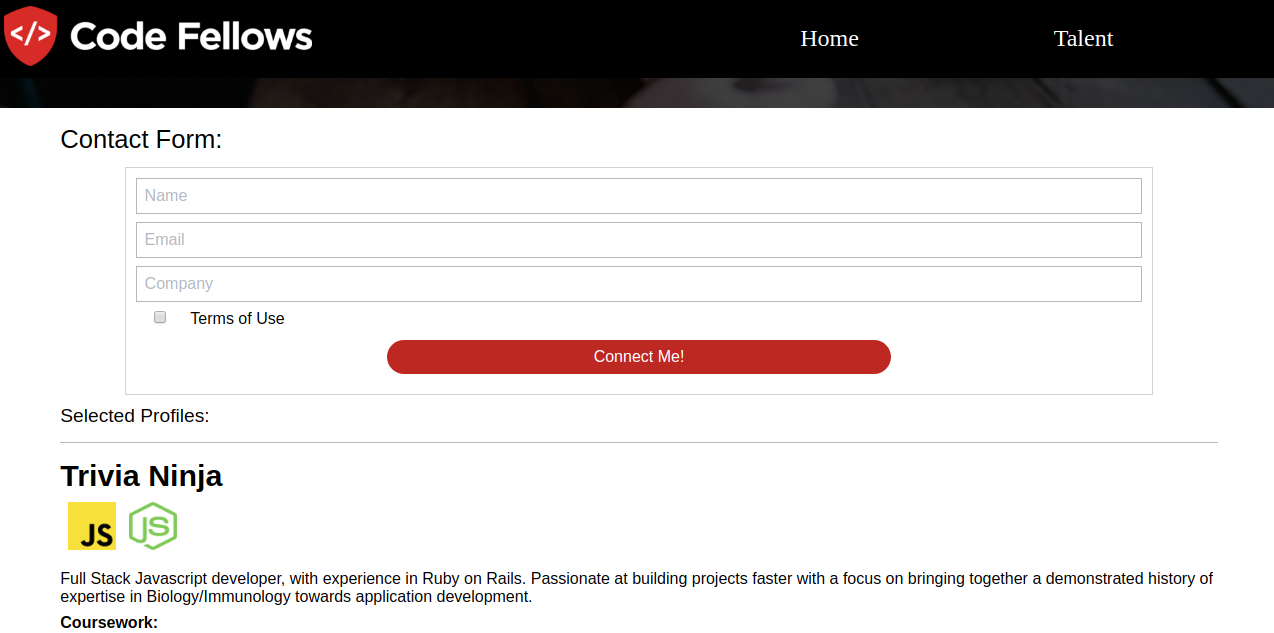 </> Code Fellows Home Talent
Contact Form:
Name
Email
Company
Terms of Use
Connect Me!
Selected Profiles:
Trivia Ninja
JS JS
Full Stack Javascript developer, with experience in Ruby on Rails. Passionate at building projects faster with a focus on bringing together a demonstrated history of
expertise in Biology/Immunology towards application development.
Coursework: